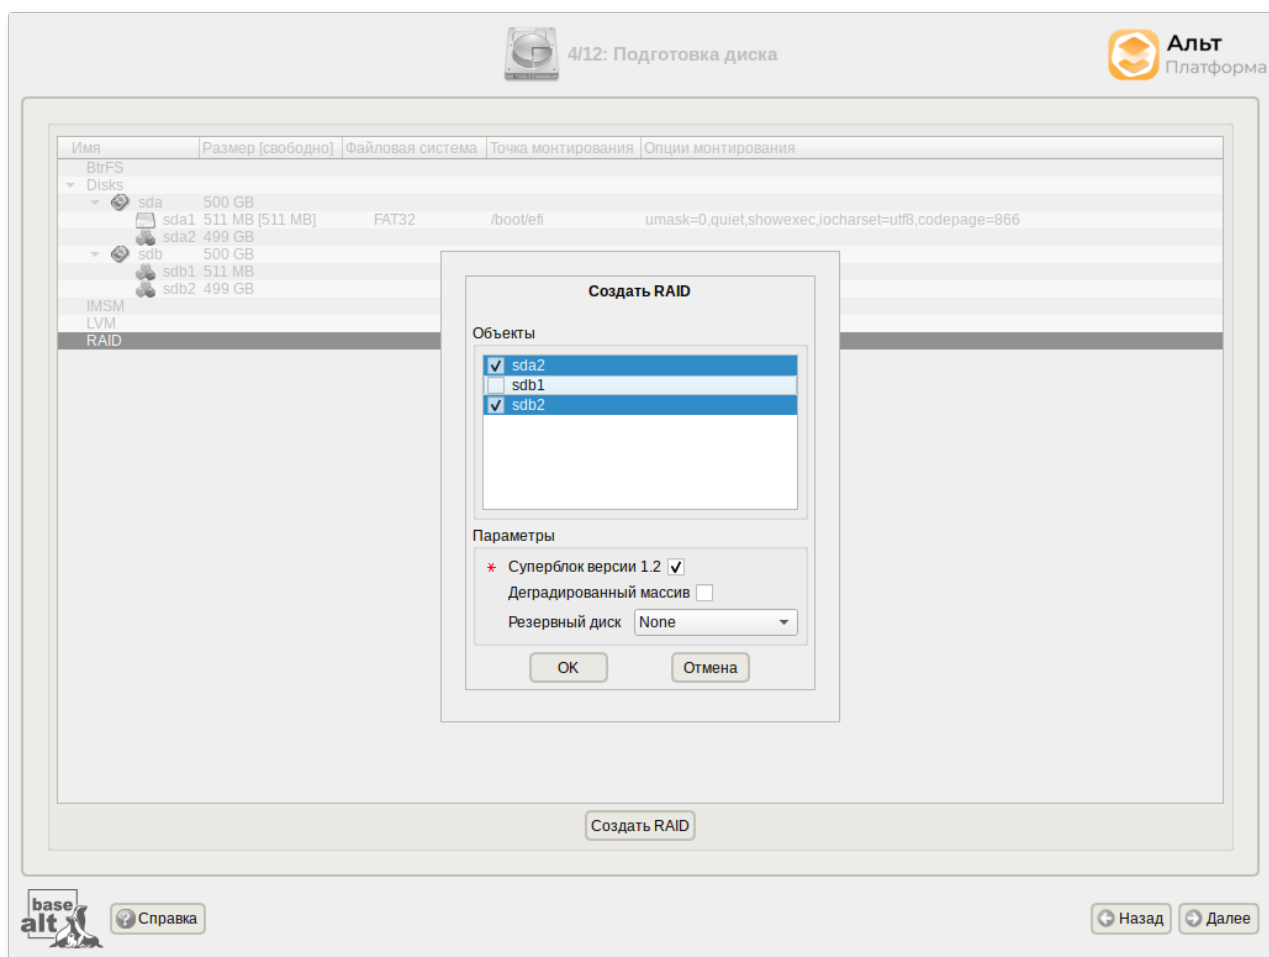 4/12: Подготовка диска
Альт
Платформа
Имя Размер [свободно] Файловая система Точка монтирования Опции монтирования
BtrFS
Disks
sda 500 GB
sda1 511 MB [511 MB] FAT32 /boot/efi umask=0,quiet,showexec,iocharset=utf8,codepage=866
sda2 499 GB
sdb 500 GB
sdb1 511 MB
sdb2 499 GB
IMSM
LVM
RAID
Создать RAID
Объекты
sda2
sdb1
sdb2
Параметры
* Суперблок версии 1.2
Деградированный массив
Резервный диск None
OK Отмена
Создать RAID
base
alt
Справка
Назад Далее